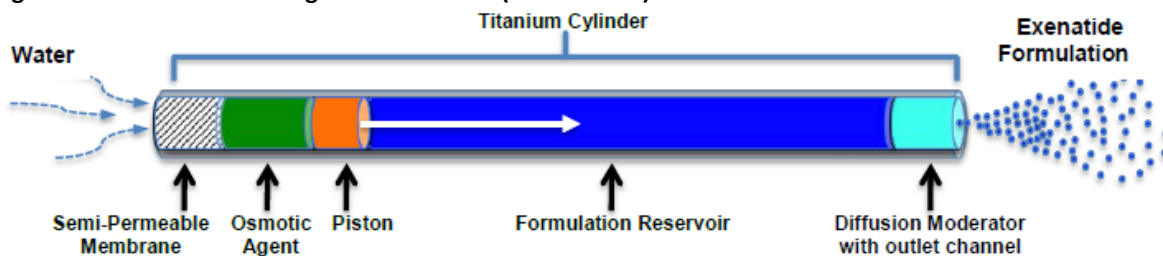 Titanium Cylinder
Exenatide
Formulation
Water
Semi-Permeable
Membrane
Osmotic
Agent
Piston
Formulation Reservoir
Diffusion Moderator
with outlet channel